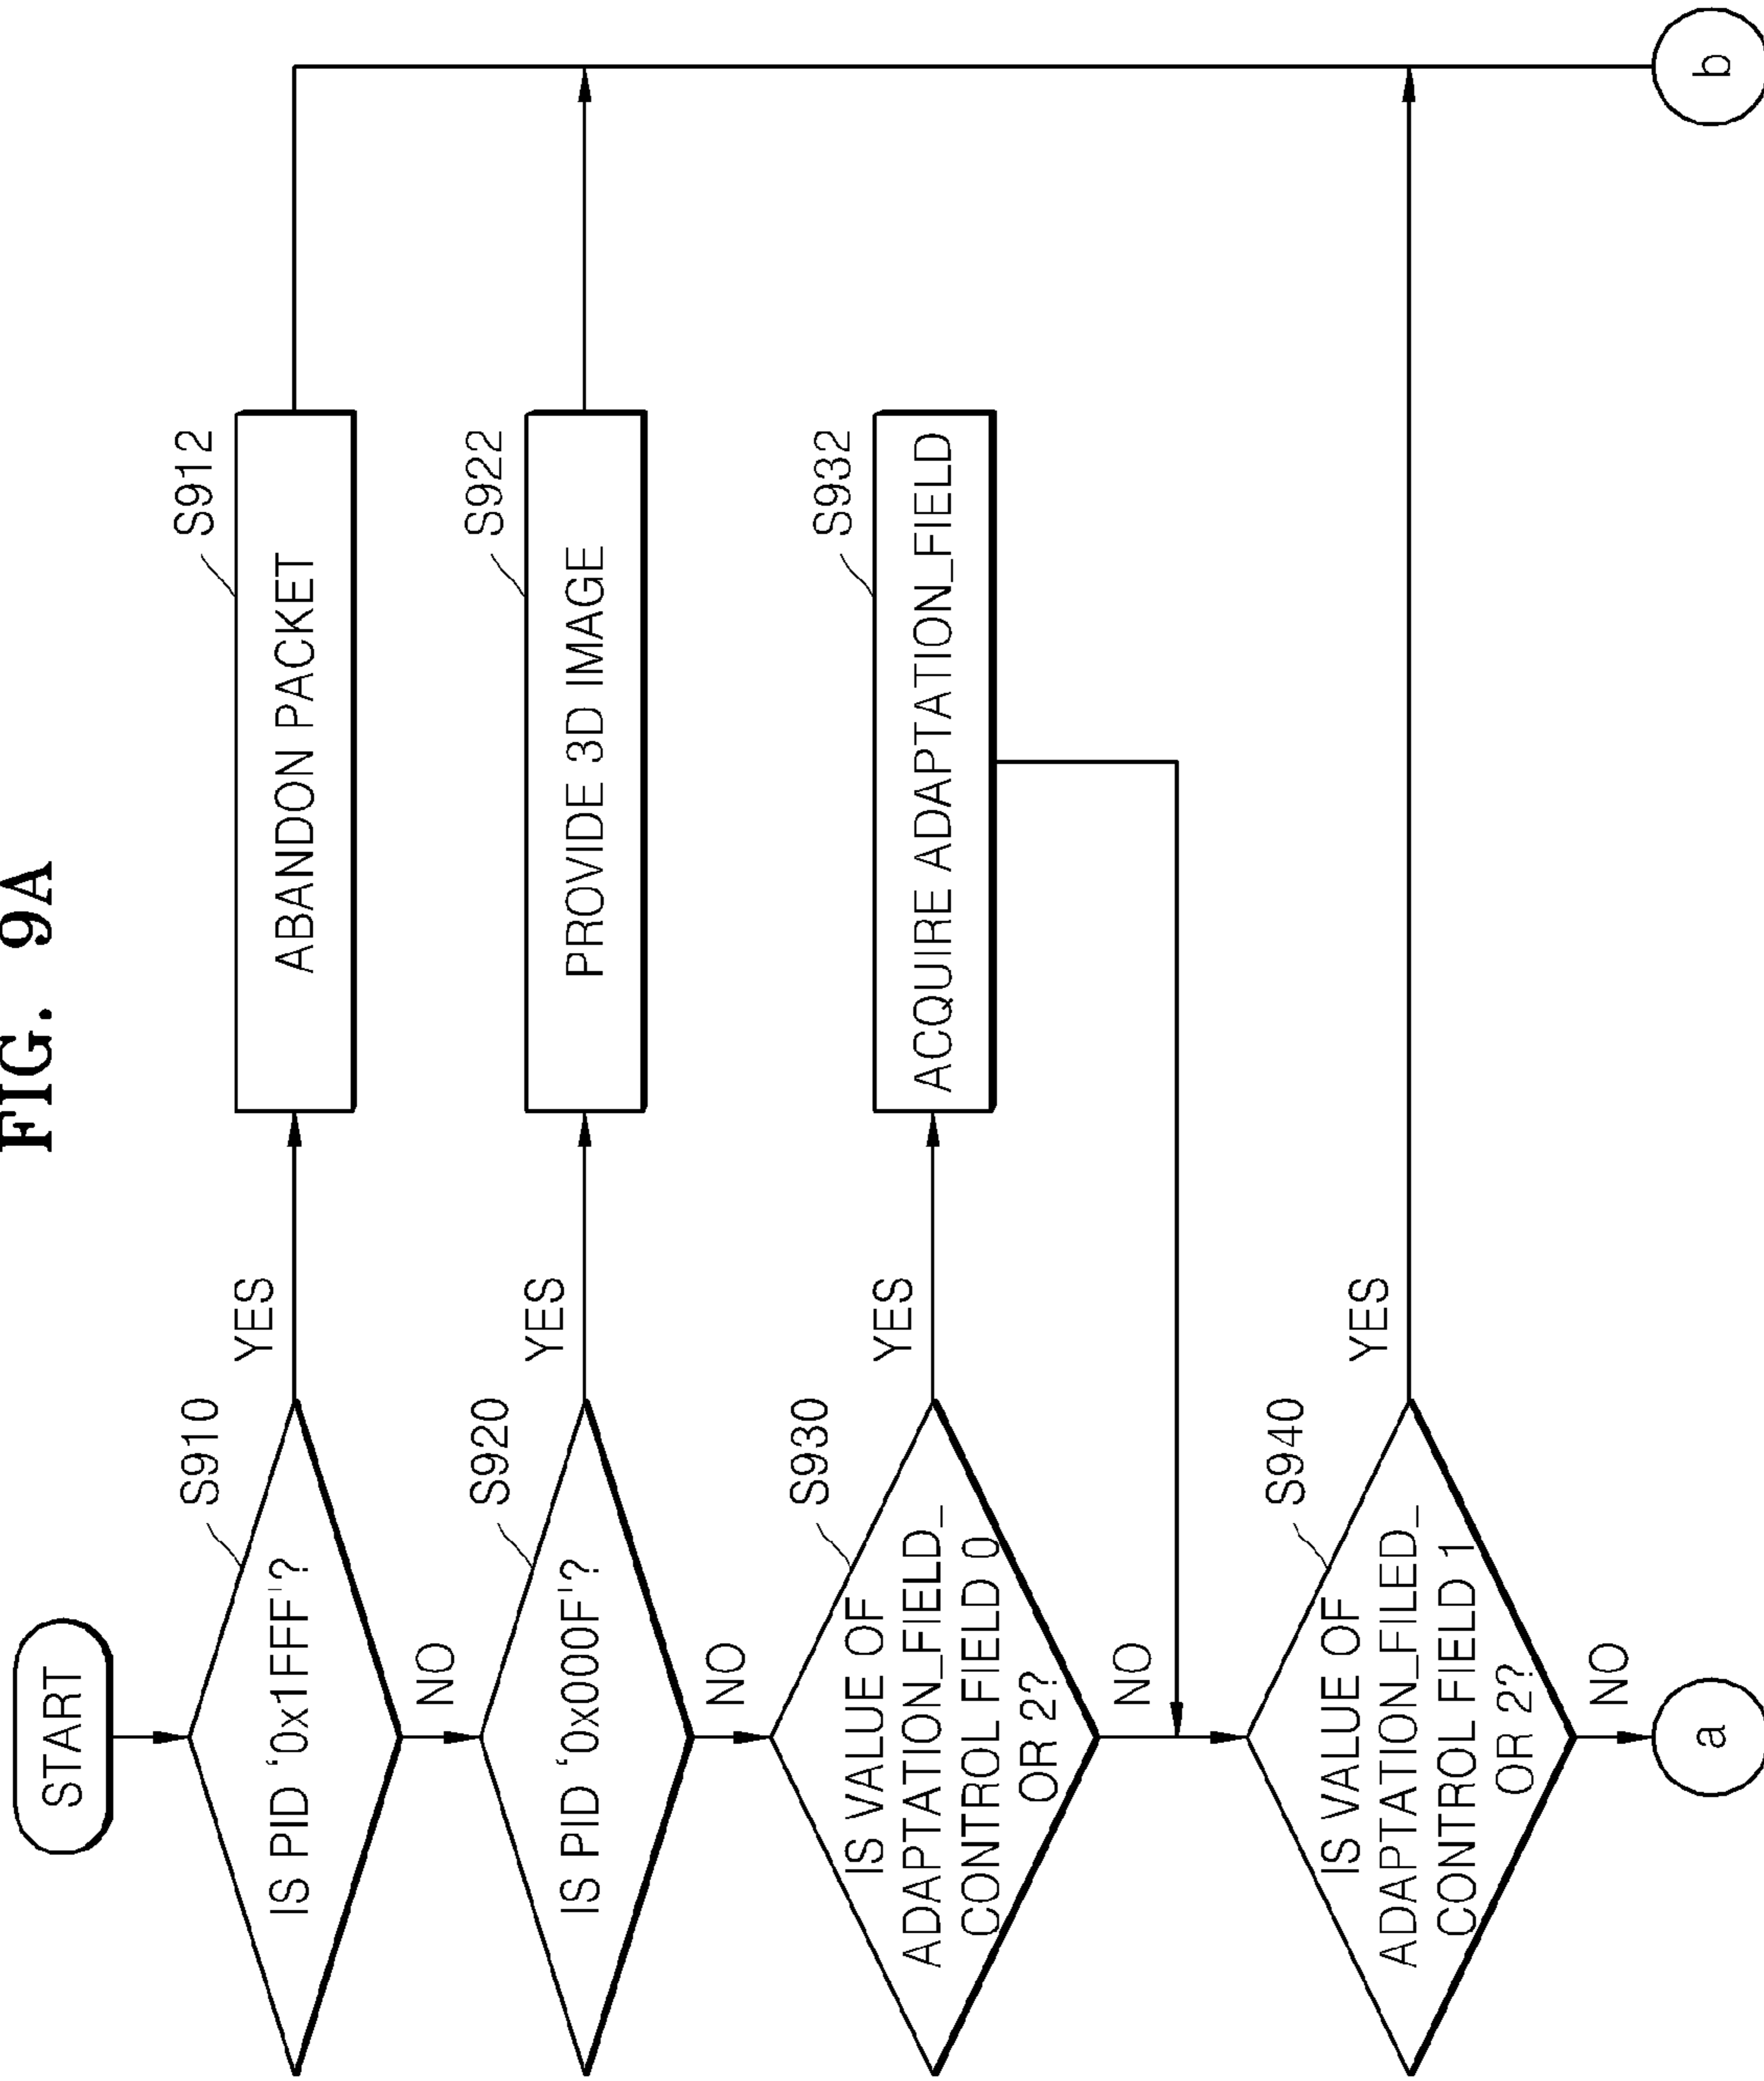 FIG. 9A
START
S910
IS PID ‘0x1FFF'?
YES
S912
ABANDON PACKET
NO
S920
IS PID ‘0x000F'?
YES
S922
PROVIDE 3D IMAGE
NO
S930
IS VALUE OF
ADAPTATION_FIELD_
CONTROL FIELD 0
OR 2?
YES
S932
ACQUIRE ADAPTATION_FIELD
NO
S940
IS VALUE OF
ADAPTATION_FILED_
CONTROL FIELD 1
OR 2?
YES
NO
a
b